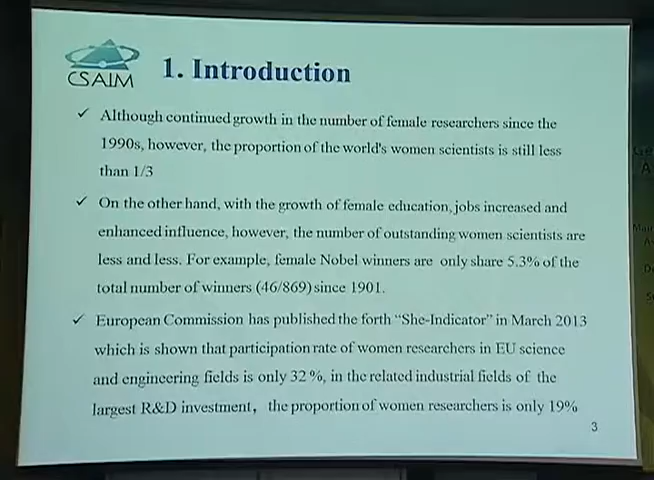 CSAIM
1. Introduction
✓ Although continued growth in the number of female researchers since the
1990s, however, the proportion of the world's women scientists is still less
than 1/3
✓ On the other hand, with the growth of female education, jobs increased and
enhanced influence, however, the number of outstanding women scientists are
less and less. For example, female Nobel winners are only share 5.3% of the
total number of winners (46/869) since 1901.
✓ European Commission has published the forth “She-Indicator” in March 2013
which is shown that participation rate of women researchers in EU science
and engineering fields is only 32 %, in the related industrial fields of the
largest R&D investment， the proportion of women researchers is only 19%
3